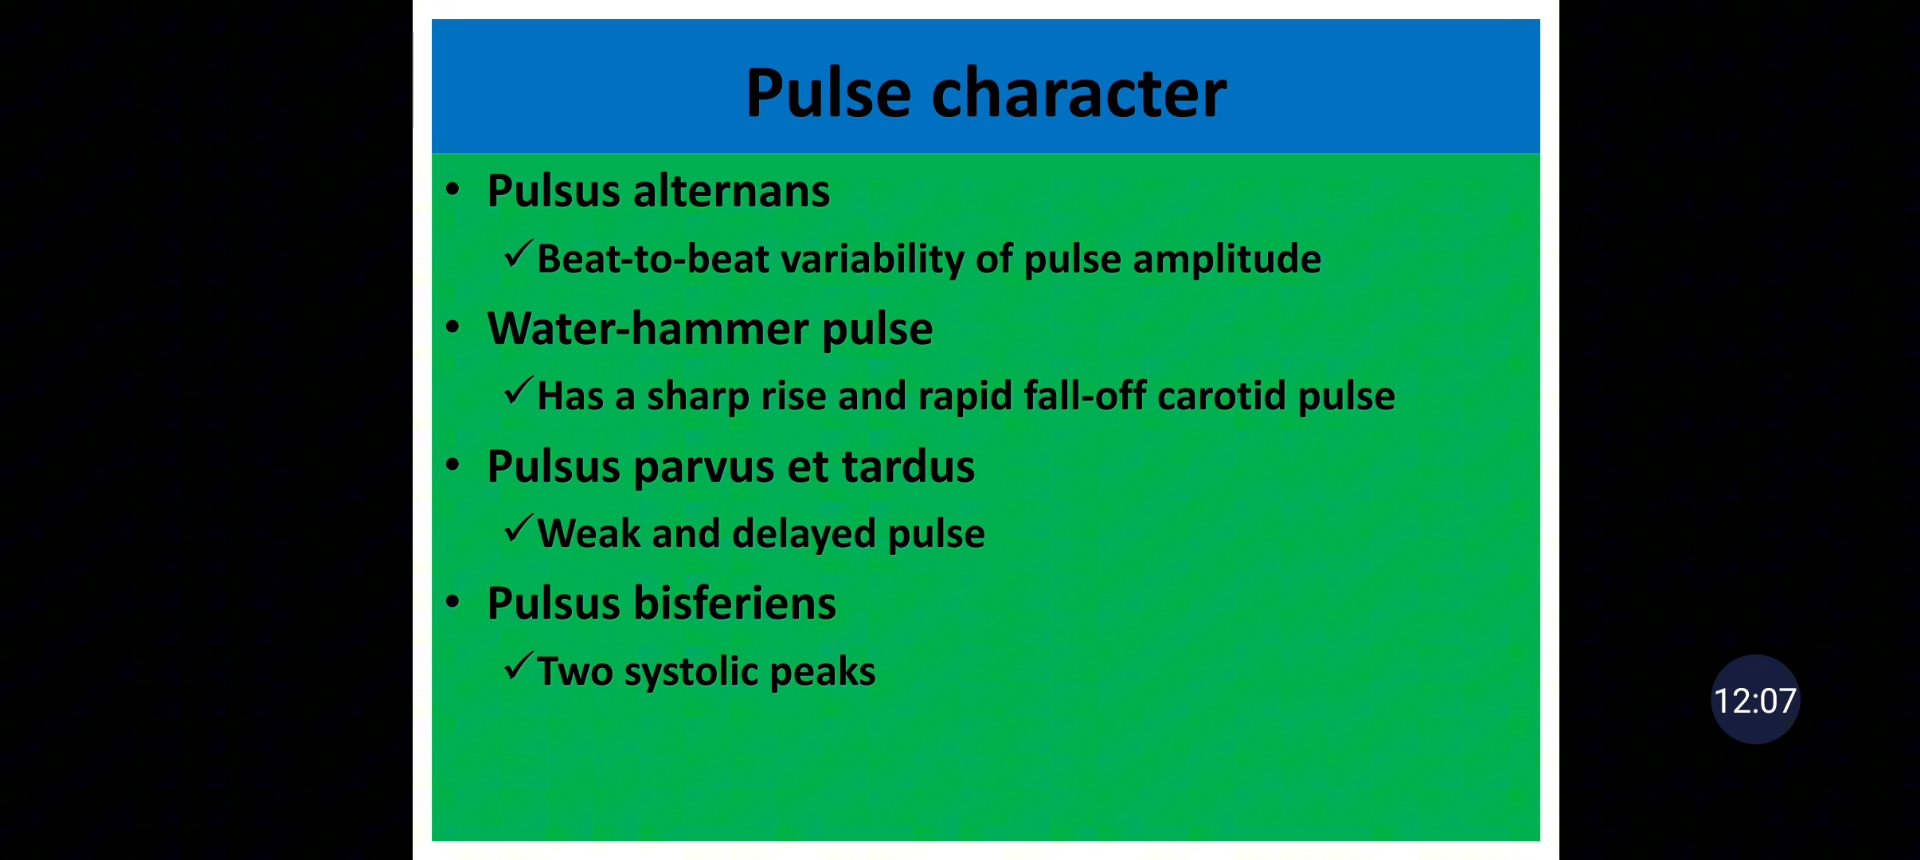 Pulse character
• Pulsus alternans
✓Beat-to-beat variability of pulse amplitude
• Water-hammer pulse
✓Has a sharp rise and rapid fall-off carotid pulse
• Pulsus parvus et tardus
✓Weak and delayed pulse
• Pulsus bisferiens
✓Two systolic peaks
12:07